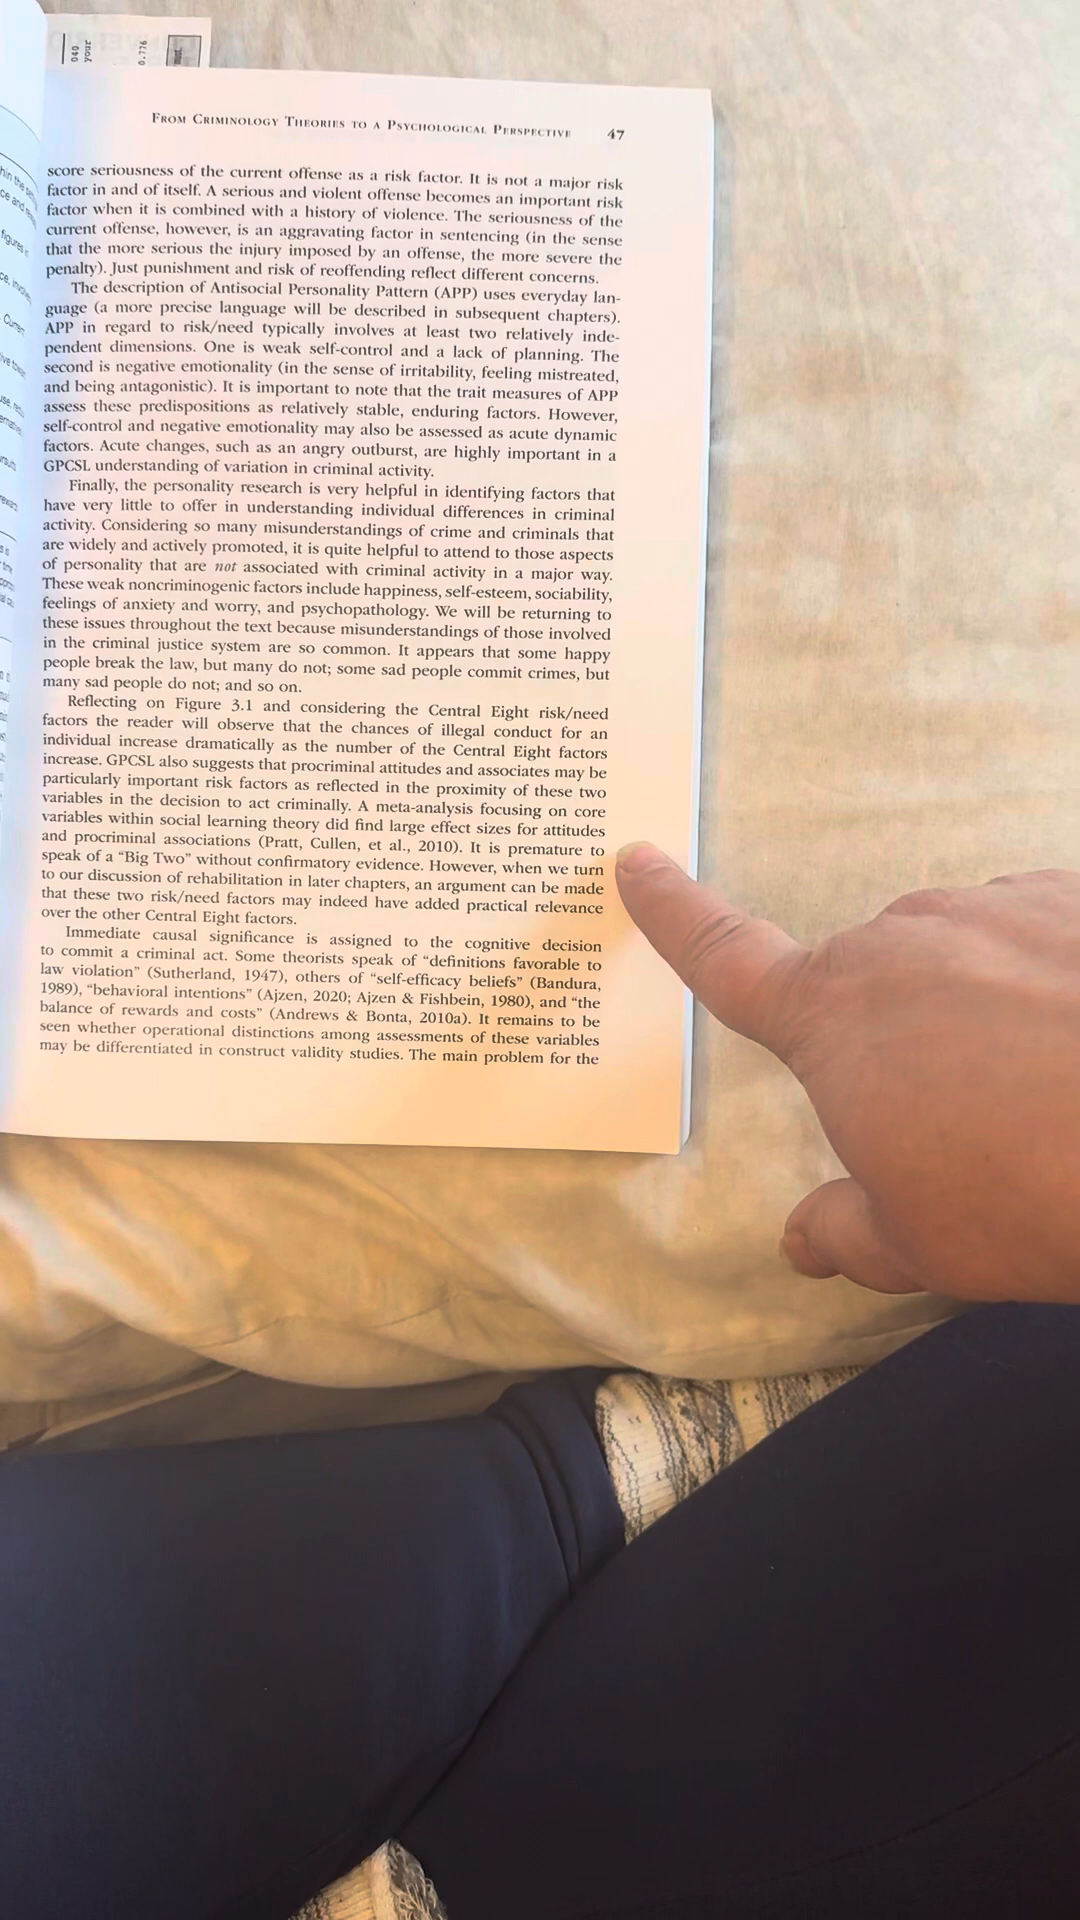 040
your
0.776
FROM CRIMINOLOGY THEORIES TO A PSYCHOLOGICAL PERSPECTIVE 47
score seriousness of the current offense as a risk factor. It is not a major risk
factor in and of itself. A serious and violent offense becomes an important risk
factor when it is combined with a history of violence. The seriousness of the
current offense, however, is an aggravating factor in sentencing (in the sense
that the more serious the injury imposed by an offense, the more severe the
penalty). Just punishment and risk of reoffending reflect different concerns.
The description of Antisocial Personality Pattern (APP) uses everyday lan-
guage (a more precise language will be described in subsequent chapters).
APP in regard to risk/need typically involves at least two relatively inde-
pendent dimensions. One is weak self-control and a lack of planning. The
second is negative emotionality (in the sense of irritability, feeling mistreated,
and being antagonistic). It is important to note that the trait measures of APP
assess these predispositions as relatively stable, enduring factors. However,
self-control and negative emotionality may also be assessed as acute dynamic
factors. Acute changes, such as an angry outburst, are highly important in a
GPCSL understanding of variation in criminal activity.
Finally, the personality research is very helpful in identifying factors that
have very little to offer in understanding individual differences in criminal
activity. Considering so many misunderstandings of crime and criminals that
are widely and actively promoted, it is quite helpful to attend to those aspects
of personality that are not associated with criminal activity in a major way.
These weak noncriminogenic factors include happiness, self-esteem, sociability,
feelings of anxiety and worry, and psychopathology. We will be returning to
these issues throughout the text because misunderstandings of those involved
in the criminal justice system are so common. It appears that some happy
people break the law, but many do not; some sad people commit crimes, but
many sad people do not; and so on.
Reflecting on Figure 3.1 and considering the Central Eight risk/need
factors the reader will observe that the chances of illegal conduct for an
individual increase dramatically as the number of the Central Eight factors
increase. GPCSL also suggests that procriminal attitudes and associates may be
particularly important risk factors as reflected in the proximity of these two
variables in the decision to act criminally. A meta-analysis focusing on core
variables within social learning theory did find large effect sizes for attitudes
and procriminal associations (Pratt, Cullen, et al., 2010). It is premature to
speak of a “Big Two” without confirmatory evidence. However, when we turn
to our discussion of rehabilitation in later chapters, an argument can be made
that these two risk/need factors may indeed have added practical relevance
over the other Central Eight factors.
Immediate causal significance is assigned to the cognitive decision
to commit a criminal act. Some theorists speak of “definitions favorable to
law violation” (Sutherland, 1947), others of “self-efficacy beliefs” (Bandura,
1989), “behavioral intentions” (Ajzen, 2020; Ajzen & Fishbein, 1980), and “the
balance of rewards and costs” (Andrews & Bonta, 2010a). It remains to be
seen whether operational distinctions among assessments of these variables
may be differentiated in construct validity studies. The main problem for the